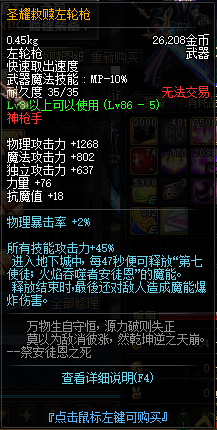 圣耀救赎左轮枪
0.45kg
26,208金币
左轮枪
武器
快速取出速度
武器魔法技能：MP-10%
耐久度 35/35
无法交易
Lv81以上可以使用 (Lv86 - 5)
神枪手
物理攻击力 +1268
魔法攻击力 +802
独立攻击力 +637
力量 +76
抗魔值 +18
物理暴击率 +2%
所有技能攻击力+45%
进入地下城中，每47秒便可释放“第七
使徒，火焰吞噬者安徒恩”的魔能。
释放结束时,最後还对敌人造成魔能爆
炸伤害。
万物生自守恒，源力破则失正
莫以为敌消彼涨，然乾坤逆之天崩。
--祭安徒恩之死
查看详细说明(F4)
『点击鼠标左键可购买』